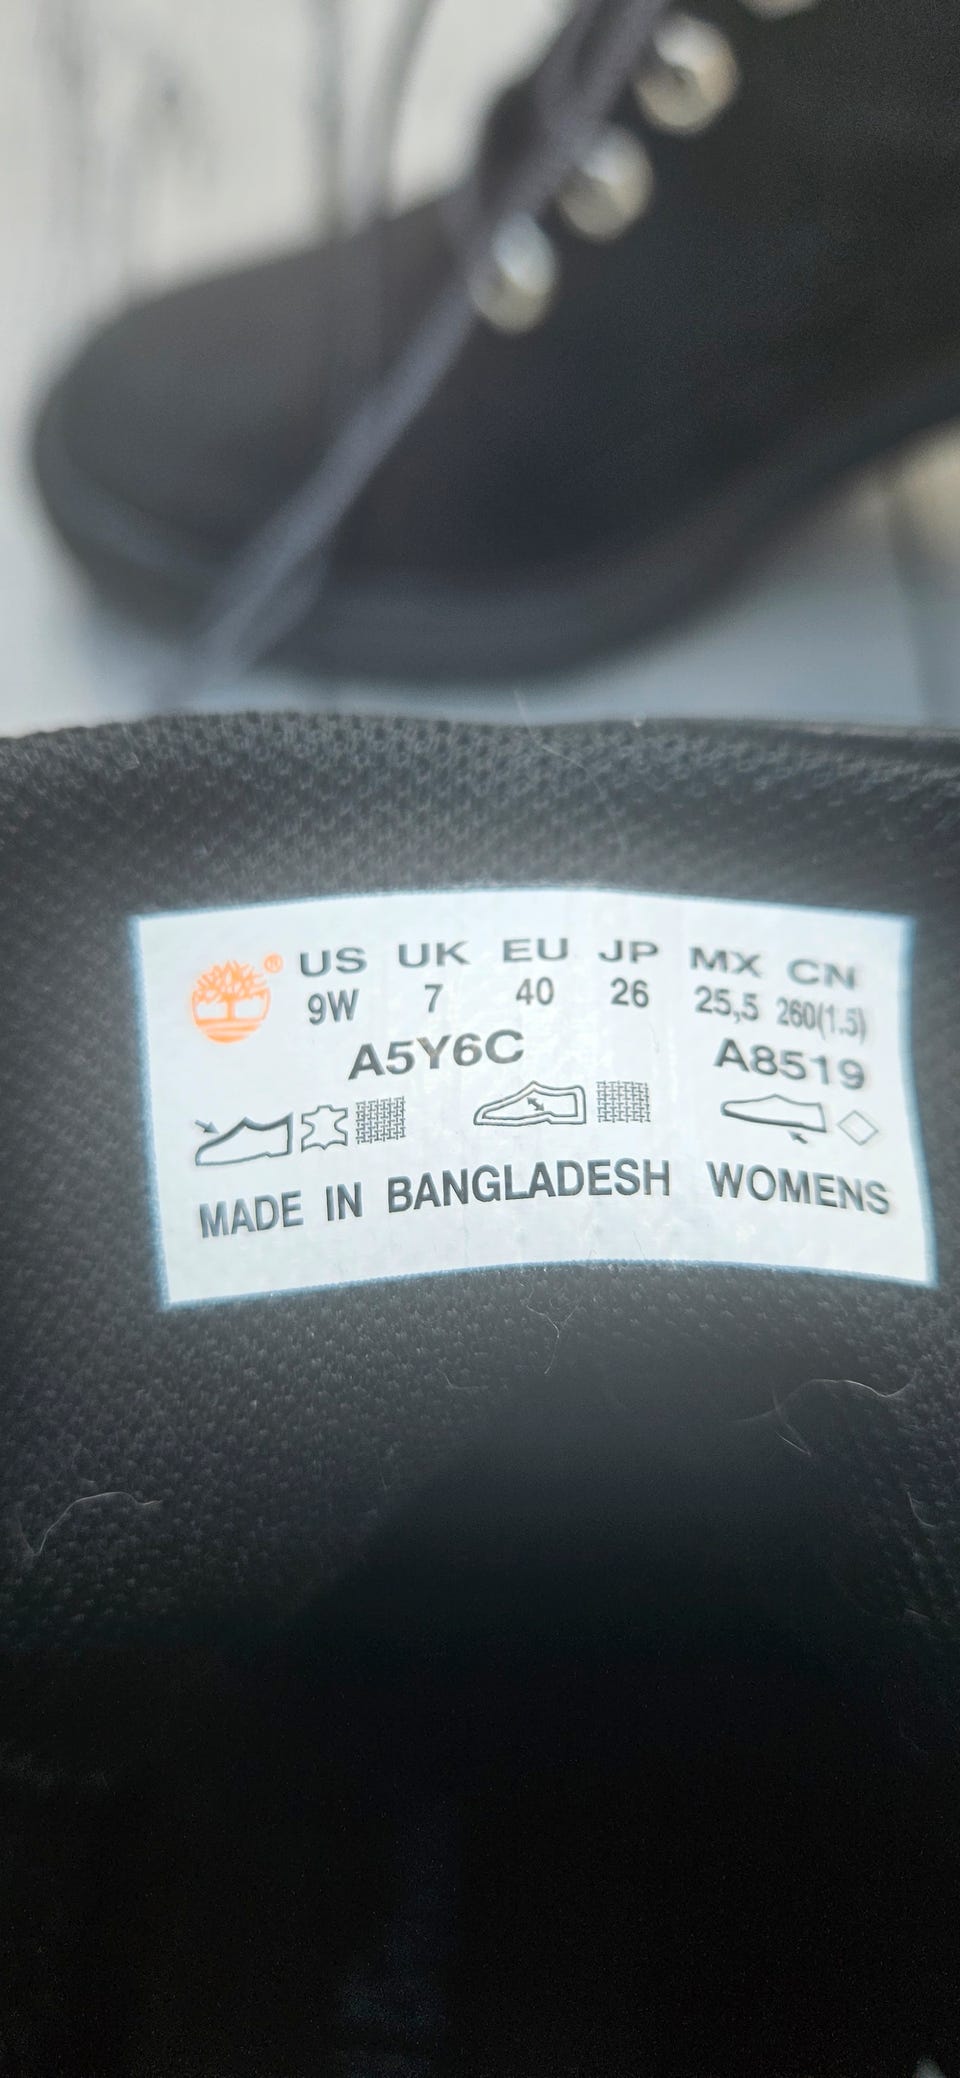 ® US UK EU JP MX CN
9W 7 40 26 25,5 260(1.5)
A5Y6C A8519
MADE IN BANGLADESH WOMENS